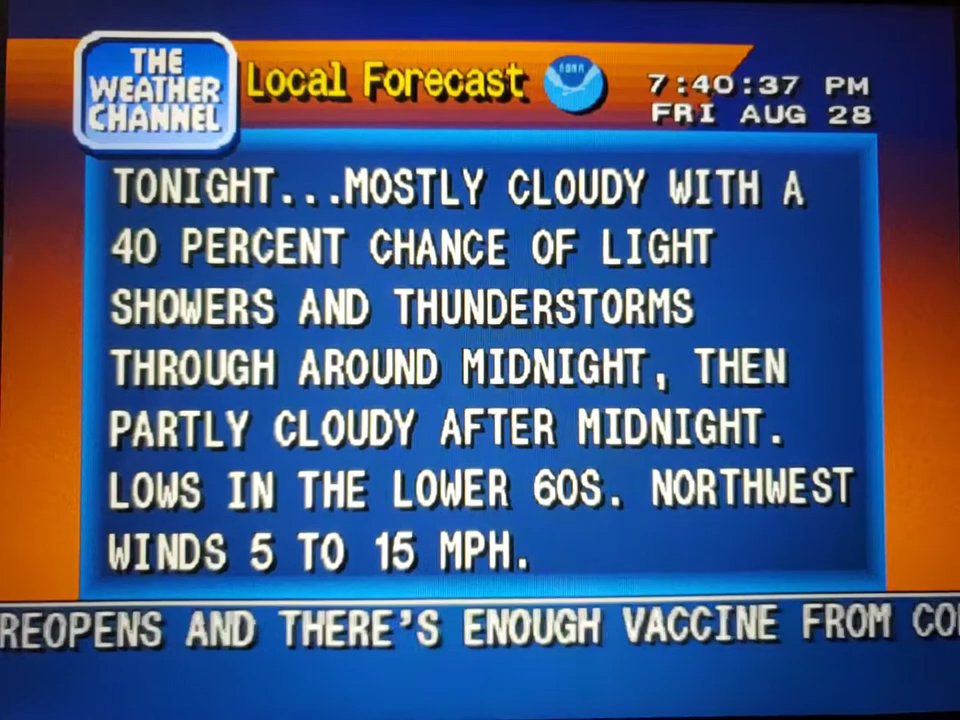 THE
WEATHER
CHANNEL
Local Forecast
NOAA
7:40:37 PM
FRI AUG 28
TONIGHT...MOSTLY CLOUDY WITH A
40 PERCENT CHANCE OF LIGHT
SHOWERS AND THUNDERSTORMS
THROUGH AROUND MIDNIGHT, THEN
PARTLY CLOUDY AFTER MIDNIGHT.
LOWS IN THE LOWER 60S. NORTHWEST
WINDS 5 TO 15 MPH.
REOPENS AND THERE'S ENOUGH VACCINE FROM CO